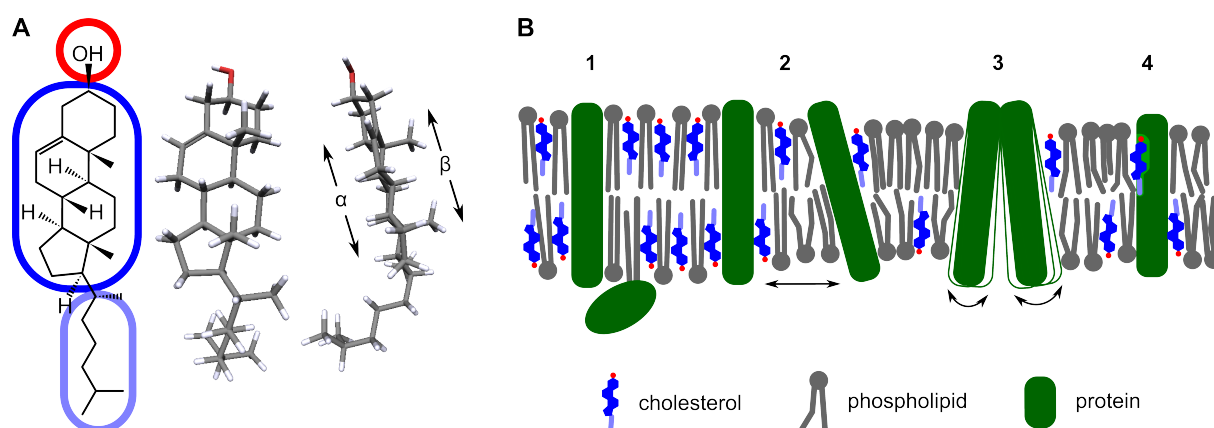 A
OH
H
H
H
H
α
β
B
1 2 3 4
cholesterol phospholipid protein